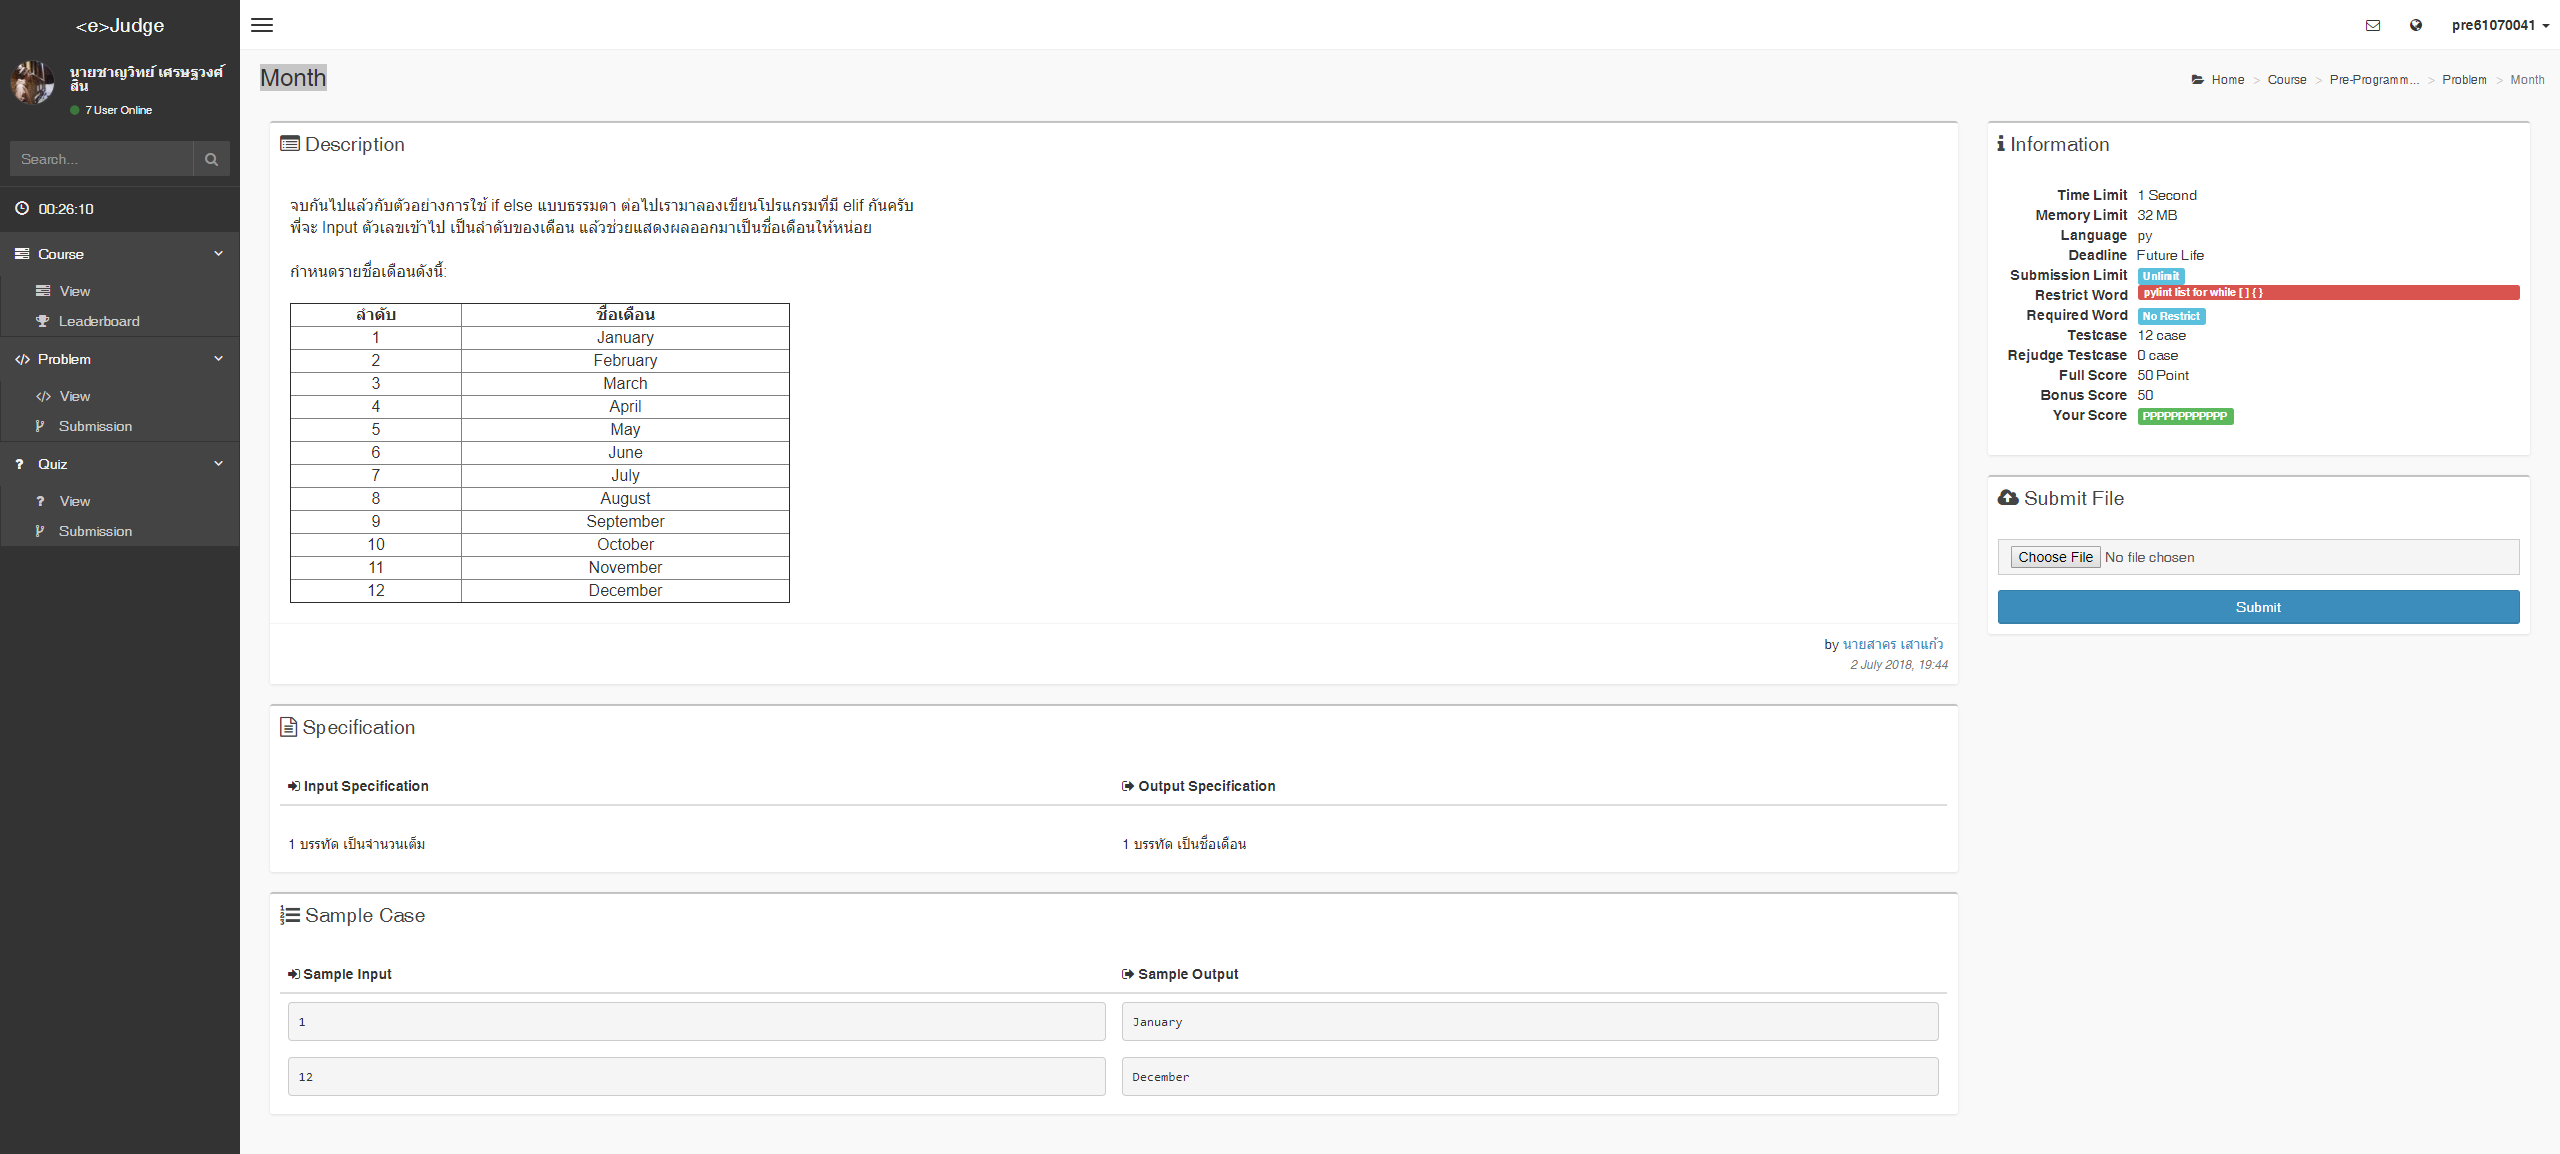 <e>Judge
นายชาญวิทย์ เศรษฐวงศ์
สิน
7 User Online
Search...
00:26:10
Course
View
Leaderboard
Problem
View
Submission
Quiz
View
Submission
pre61070041
Month
Home > Course > Pre-Programm... > Problem > Month
Description
จบกันไปแล้วกับตัวอย่างการใช้ if else แบบธรรมดา ต่อไปเรามาลองเขียนโปรแกรมที่มี elif กันครับ
พี่จะ Input ตัวเลขเข้าไป เป็นลำดับของเดือน แล้วช่วยแสดงผลออกมาเป็นชื่อเดือนให้หน่อย
กำหนดรายชื่อเดือนดังนี้:
ลำดับ ชื่อเดือน
1 January
2 February
3 March
4 April
5 May
6 June
7 July
8 August
9 September
10 October
11 November
12 December
by นายสาคร เสาแก้ว
2 July 2018, 19:44
Specification
Input Specification Output Specification
1 บรรทัด เป็นจำนวนเต็ม 1 บรรทัด เป็นชื่อเดือน
Sample Case
Sample Input Sample Output
1 January
12 December
Information
Time Limit 1 Second
Memory Limit 32 MB
Language py
Deadline Future Life
Submission Limit Unlimit
Restrict Word pylint list for while [ ] { }
Required Word No Restrict
Testcase 12 case
Rejudge Testcase 0 case
Full Score 50 Point
Bonus Score 50
Your Score PPPPPPPPPPPP
Submit File
Choose File No file chosen
Submit